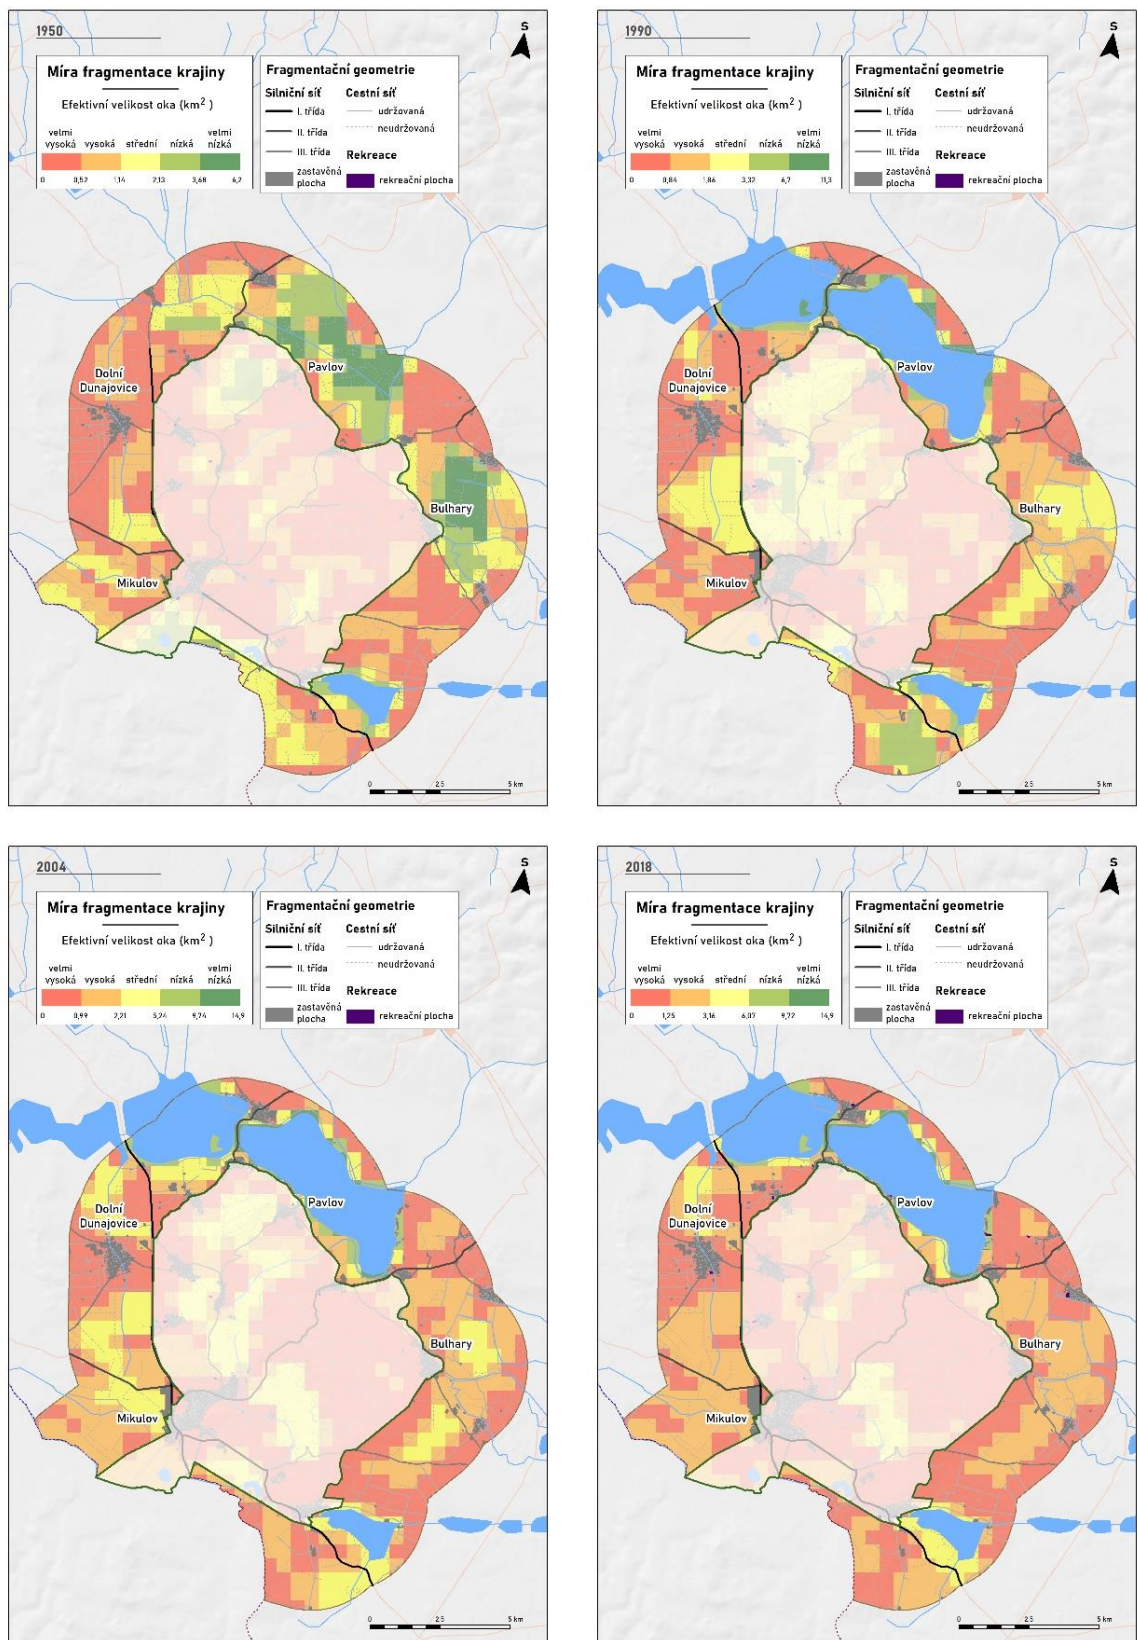 1950
S
Míra fragmentace krajiny
Efektivní velikost oka (km²)
velmi vysoká vysoká střední nízká velmi nízká
0 0,52 1,14 2,13 3,68 6,2
Fragmentační geometrie
Silniční síť Cestní síť
I. třída udržovaná
II. třída neudržovaná
III. třída Rekreace
zastavěná plocha rekreační plocha
Pavlov
Dolní
Dunajovice
Bulhary
Mikulov
0 2,5 5 km
1990
S
Míra fragmentace krajiny
Efektivní velikost oka (km²)
velmi vysoká vysoká střední nízká velmi nízká
0 0,84 1,86 3,32 6,7 11,3
Fragmentační geometrie
Silniční síť Cestní síť
I. třída udržovaná
II. třída neudržovaná
III. třída Rekreace
zastavěná plocha rekreační plocha
Pavlov
Dolní
Dunajovice
Bulhary
Mikulov
0 2,5 5 km
2004
S
Míra fragmentace krajiny
Efektivní velikost oka (km²)
velmi vysoká vysoká střední nízká velmi nízká
0 0,99 2,21 5,24 9,74 14,9
Fragmentační geometrie
Silniční síť Cestní síť
I. třída udržovaná
II. třída neudržovaná
III. třída Rekreace
zastavěná plocha rekreační plocha
Pavlov
Dolní
Dunajovice
Bulhary
Mikulov
0 2,5 5 km
2018
S
Míra fragmentace krajiny
Efektivní velikost oka (km²)
velmi vysoká vysoká střední nízká velmi nízká
0 1,25 3,16 6,07 9,72 14,9
Fragmentační geometrie
Silniční síť Cestní síť
I. třída udržovaná
II. třída neudržovaná
III. třída Rekreace
zastavěná plocha rekreační plocha
Pavlov
Dolní
Dunajovice
Bulhary
Mikulov
0 2,5 5 km